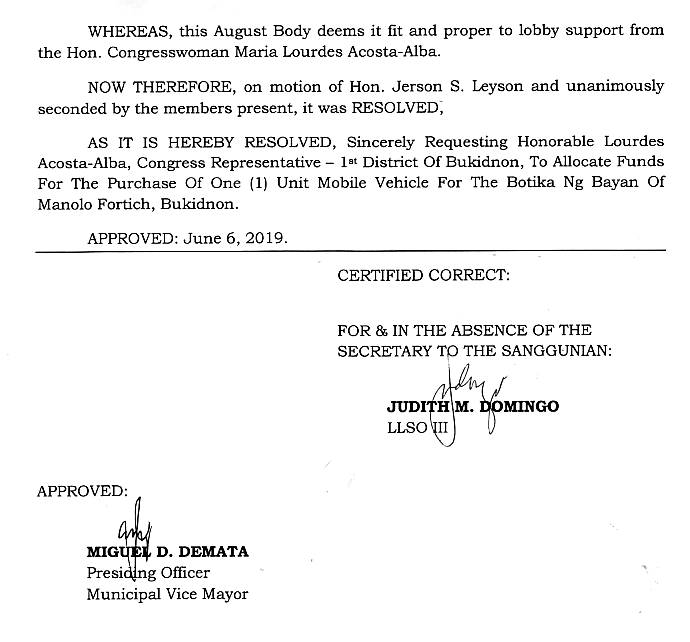 WHEREAS, this August Body deems it fit and proper to lobby support from
the Hon. Congresswoman Maria Lourdes Acosta-Alba.
NOW THEREFORE, on motion of Hon. Jerson S. Leyson and unanimously
seconded by the members present, it was RESOLVED,
AS IT IS HEREBY RESOLVED, Sincerely Requesting Honorable Lourdes
Acosta-Alba, Congress Representative – 1st District Of Bukidnon, To Allocate Funds
For The Purchase Of One (1) Unit Mobile Vehicle For The Botika Ng Bayan Of
Manolo Fortich, Bukidnon.
APPROVED: June 6, 2019.
CERTIFIED CORRECT:
FOR & IN THE ABSENCE OF THE
SECRETARY TO THE SANGGUNIAN:
JUDITH M. DOMINGO
LLSO III
APPROVED:
MIGUEL D. DEMATA
Presiding Officer
Municipal Vice Mayor